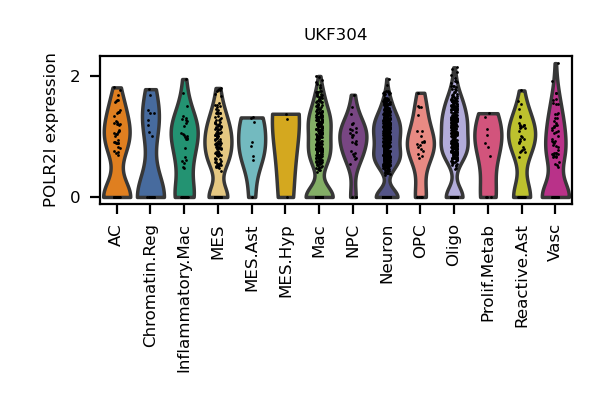 UKF304
POLR2I expression
2
0
AC
Chromatin.Reg
Inflammatory.Mac
MES
MES.Ast
MES.Hyp
Mac
NPC
Neuron
OPC
Oligo
Prolif.Metab
Reactive.Ast
Vasc